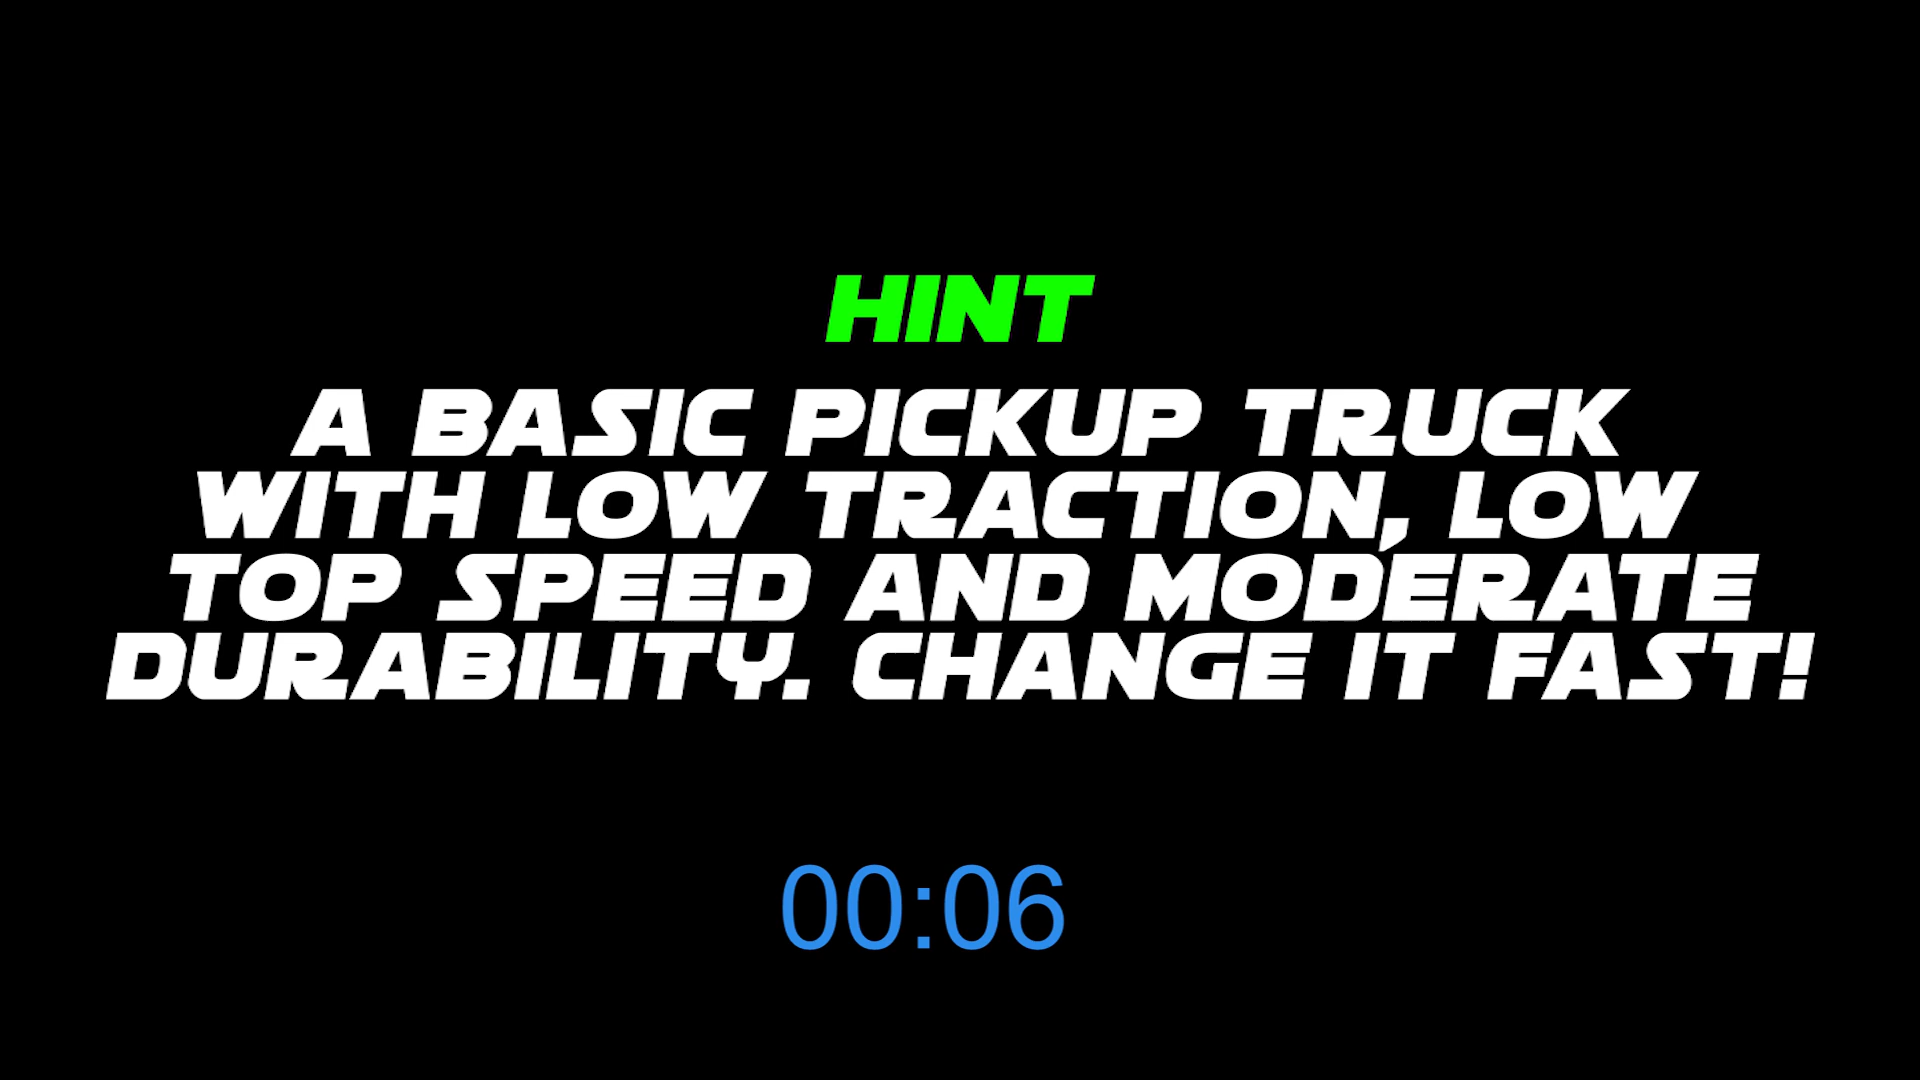 HINT
A BASIC PICKUP TRUCK
WITH LOW TRACTION, LOW
TOP SPEED AND MODERATE
DURABILITY. CHANGE IT FAST!
00:06